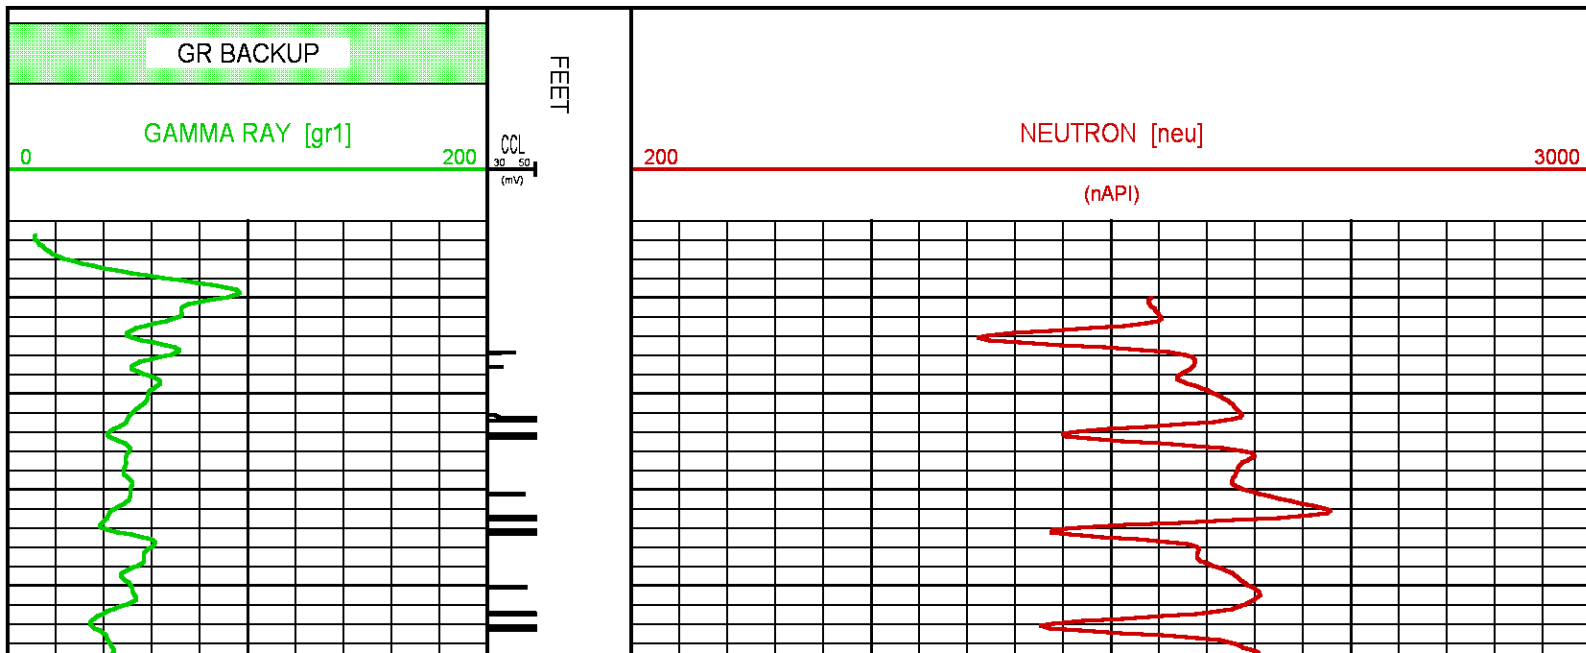 GR BACKUP
FEET
GAMMA RAY [gr1]
0 200
CCL
30 50
(mV)
NEUTRON [neu]
200 3000
(nAPI)